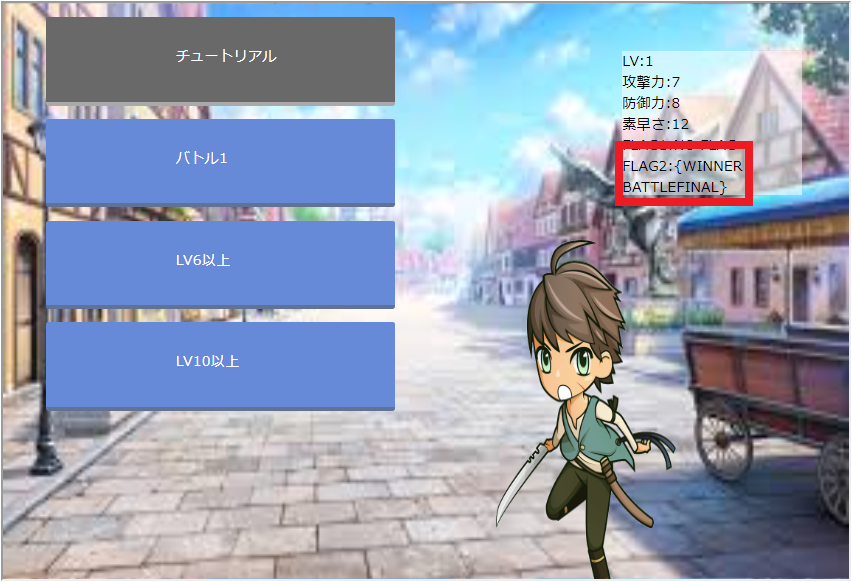 チュートリアル
バトル1
LV6以上
LV10以上
LV:1
攻撃力:7
防御力:8
素早さ:12
FLAG2:{WINNER
BATTLEFINAL}